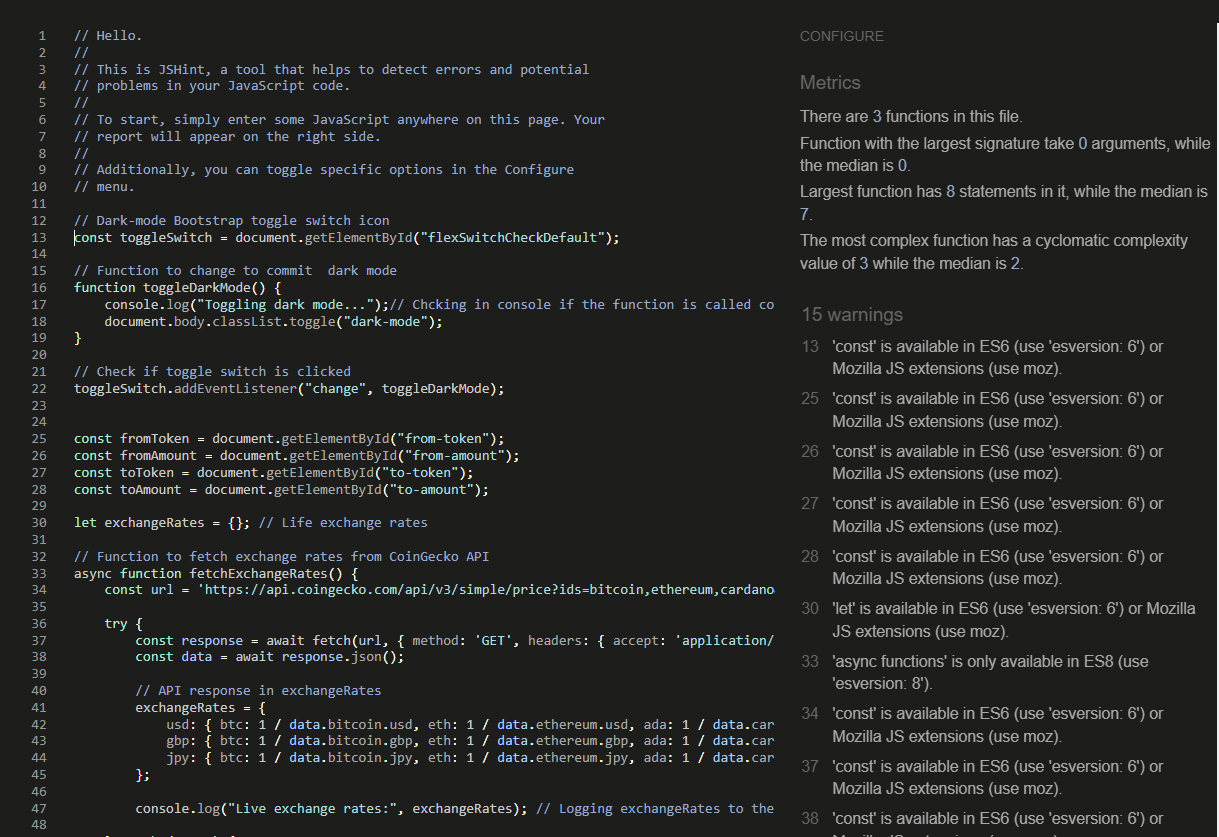 1 // Hello.
2 //
3 // This is JSHint, a tool that helps to detect errors and potential
4 // problems in your JavaScript code.
5 //
6 // To start, simply enter some JavaScript anywhere on this page. Your
7 // report will appear on the right side.
8 //
9 // Additionally, you can toggle specific options in the Configure
10 // menu.
11
12 // Dark-mode Bootstrap toggle switch icon
13 const toggleSwitch = document.getElementById("flexSwitchCheckDefault");
14
15 // Function to change to commit  dark mode
16 function toggleDarkMode() {
17     console.log("Toggling dark mode...");// Chcking in console if the function is called co
18     document.body.classList.toggle("dark-mode");
19 }
20
21 // Check if toggle switch is clicked
22 toggleSwitch.addEventListener("change", toggleDarkMode);
23
24
25 const fromToken = document.getElementById("from-token");
26 const fromAmount = document.getElementById("from-amount");
27 const toToken = document.getElementById("to-token");
28 const toAmount = document.getElementById("to-amount");
29
30 let exchangeRates = {}; // Life exchange rates
31
32 // Function to fetch exchange rates from CoinGecko API
33 async function fetchExchangeRates() {
34     const url = 'https://api.coingecko.com/api/v3/simple/price?ids=bitcoin,ethereum,cardano
35
36     try {
37         const response = await fetch(url, { method: 'GET', headers: { accept: 'application/
38         const data = await response.json();
39
40         // API response in exchangeRates
41         exchangeRates = {
42             usd: { btc: 1 / data.bitcoin.usd, eth: 1 / data.ethereum.usd, ada: 1 / data.car
43             gbp: { btc: 1 / data.bitcoin.gbp, eth: 1 / data.ethereum.gbp, ada: 1 / data.car
44             jpy: { btc: 1 / data.bitcoin.jpy, eth: 1 / data.ethereum.jpy, ada: 1 / data.car
45         };
46
47         console.log("Live exchange rates:", exchangeRates); // Logging exchangeRates to the
48
CONFIGURE
Metrics
There are 3 functions in this file.
Function with the largest signature take 0 arguments, while
the median is 0.
Largest function has 8 statements in it, while the median is
7.
The most complex function has a cyclomatic complexity
value of 3 while the median is 2.
15 warnings
13 'const' is available in ES6 (use 'esversion: 6') or
Mozilla JS extensions (use moz).
25 'const' is available in ES6 (use 'esversion: 6') or
Mozilla JS extensions (use moz).
26 'const' is available in ES6 (use 'esversion: 6') or
Mozilla JS extensions (use moz).
27 'const' is available in ES6 (use 'esversion: 6') or
Mozilla JS extensions (use moz).
28 'const' is available in ES6 (use 'esversion: 6') or
Mozilla JS extensions (use moz).
30 'let' is available in ES6 (use 'esversion: 6') or Mozilla
JS extensions (use moz).
33 'async functions' is only available in ES8 (use
'esversion: 8').
34 'const' is available in ES6 (use 'esversion: 6') or
Mozilla JS extensions (use moz).
37 'const' is available in ES6 (use 'esversion: 6') or
Mozilla JS extensions (use moz).
38 'const' is available in ES6 (use 'esversion: 6') or